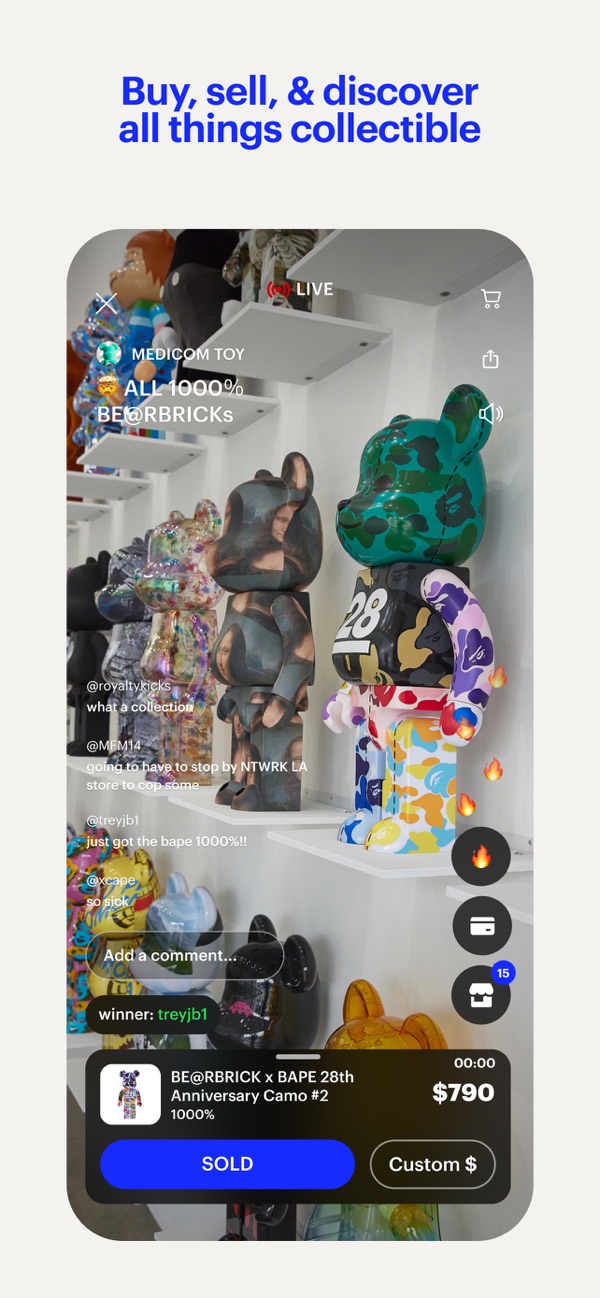 Buy, sell, & discover
all things collectible
LIVE
MEDICOM TOY
🤯 ALL 1000%
BE@RBRICKs
28
@royaltykicks
what a collection
@MFM14
going to have to stop by NTWRK LA
store to cop some
@treyjb1
just got the bape 1000%!!
@xcape
so sick
Add a comment...
15
winner: treyjb1
00:00
BE@RBRICK x BAPE 28th
Anniversary Camo #2
1000%
$790
SOLD
Custom $